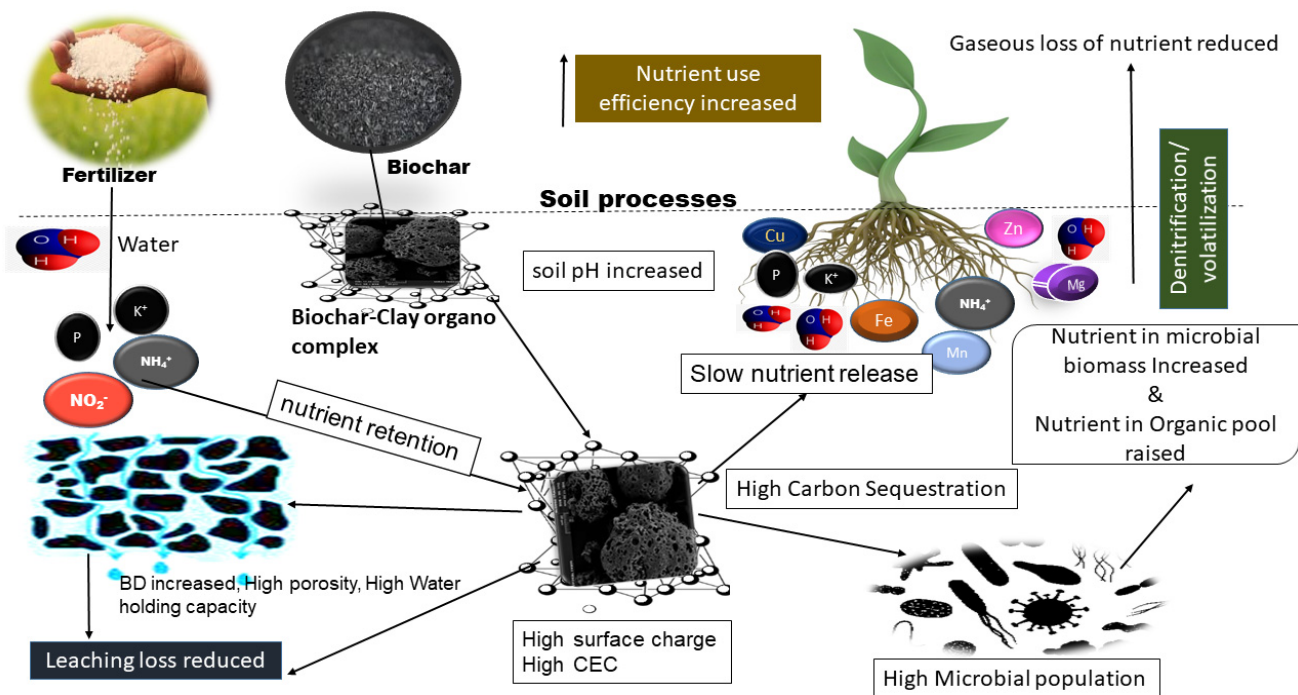 Gaseous loss of nutrient reduced
Nutrient use
efficiency increased
Fertilizer
Biochar
Soil processes
Denitrification/
volatilization
O H
H
Water
Cu
Zn
O H
H
soil pH increased
P
K⁺
Mg
K⁺
P
NH₄⁺
NO₂⁻
Biochar-Clay organo
complex
O H
H
O H
H
Fe
NH₄⁺
Mn
Slow nutrient release
Nutrient in microbial
biomass Increased
&
Nutrient in Organic pool
raised
nutrient retention
High Carbon Sequestration
BD increased, High porosity, High Water
holding capacity
Leaching loss reduced
High surface charge
High CEC
High Microbial population